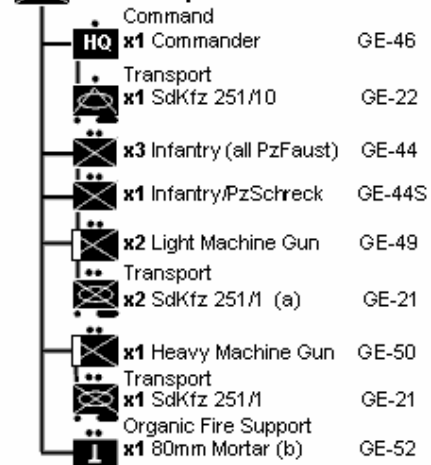 Command
HQ x1 Commander GE-46
Transport
x1 SdKfz 251/10 GE-22
x3 Infantry (all PzFaust) GE-44
x1 Infantry/PzSchreck GE-44S
x2 Light Machine Gun GE-49
Transport
x2 SdKfz 251/1 (a) GE-21
x1 Heavy Machine Gun GE-50
Transport
x1 SdKfz 251/1 GE-21
Organic Fire Support
x1 80mm Mortar (b) GE-52